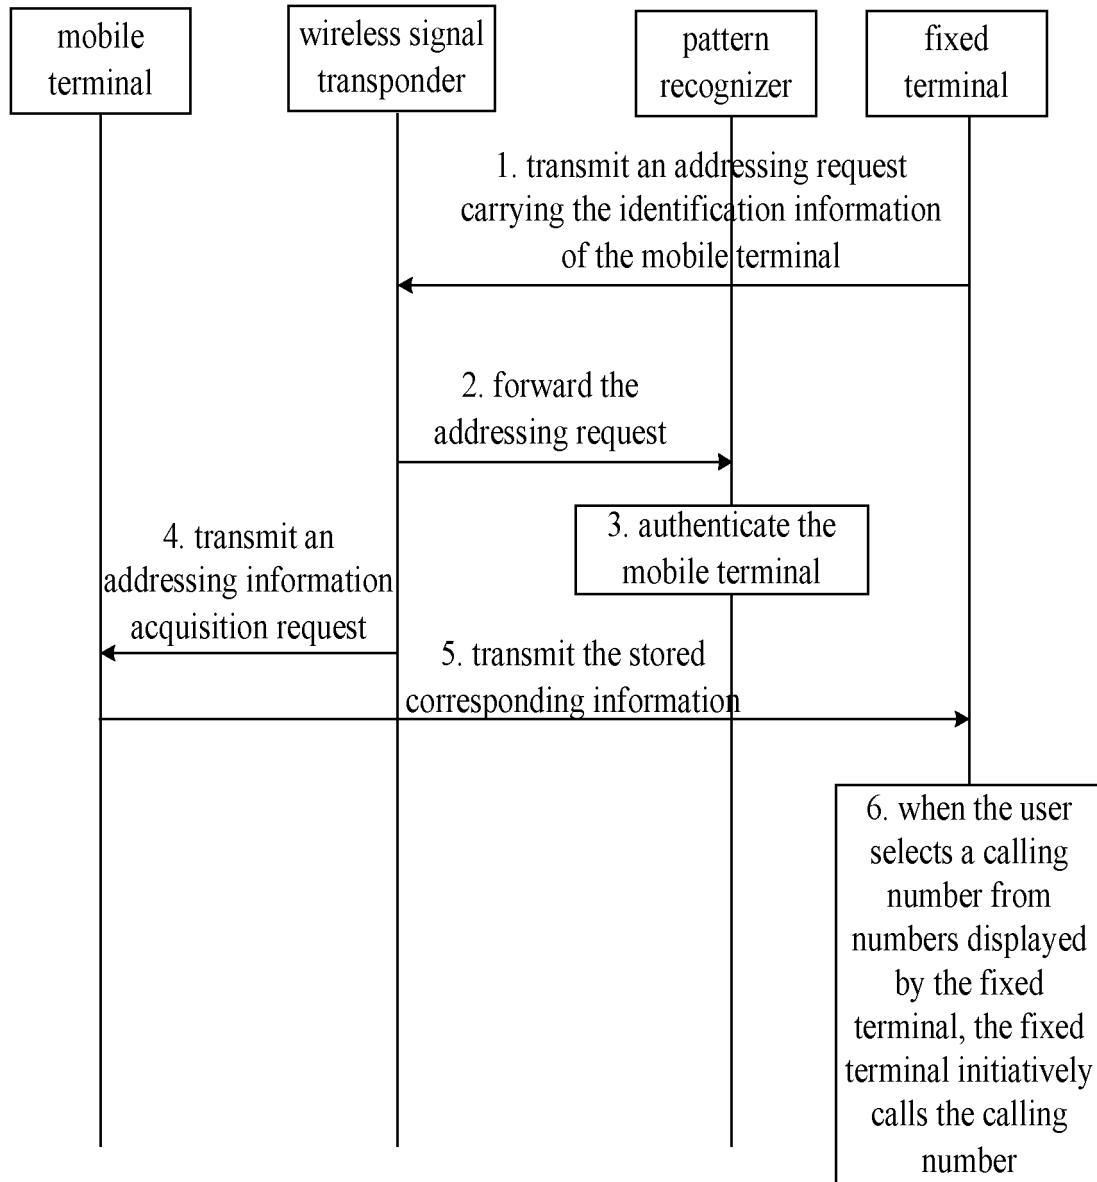 mobile
terminal
wireless signal
transponder
pattern
recognizer
fixed
terminal
1. transmit an addressing request
carrying the identification information
of the mobile terminal
2. forward the
addressing request
3. authenticate the
mobile terminal
4. transmit an
addressing information
acquisition request
5. transmit the stored
corresponding information
6. when the user
selects a calling
number from
numbers displayed
by the fixed
terminal, the fixed
terminal initiatively
calls the calling
number